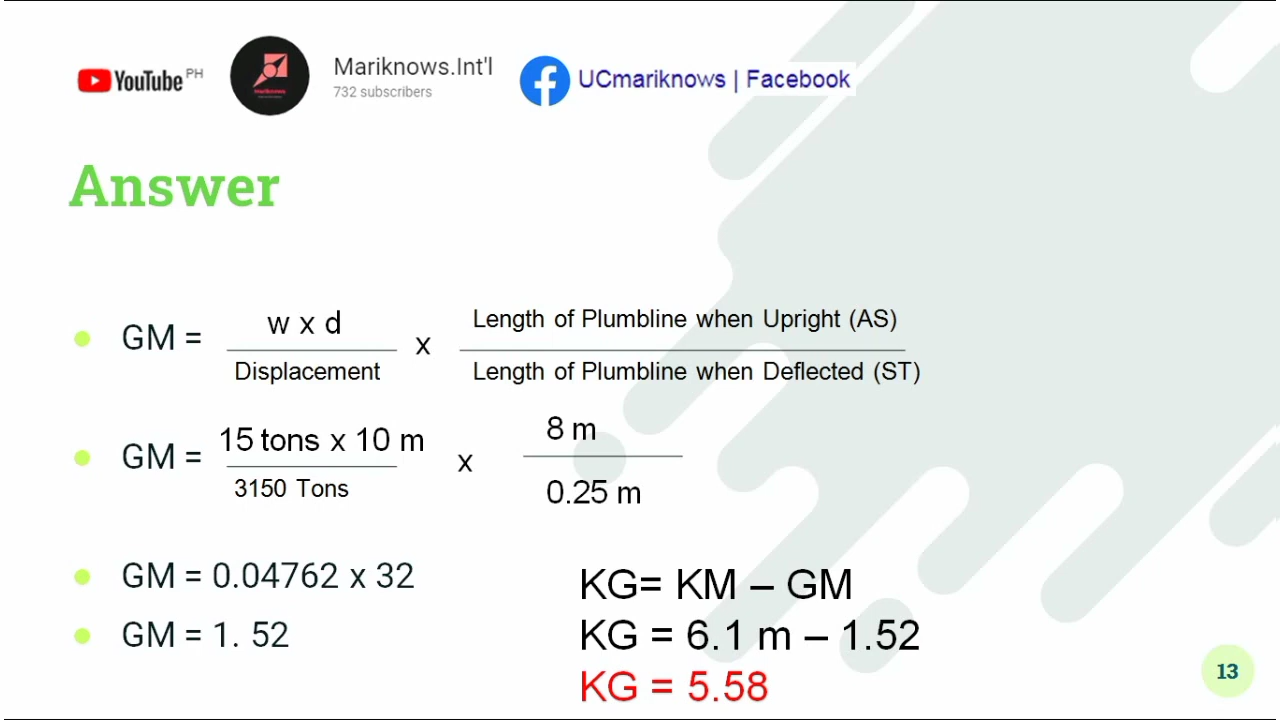 YouTube PH
Mariknows.Int'l
732 subscribers
UCmariknows | Facebook
Mariknows
Answer
GM = w x d x Length of Plumbline when Upright (AS)
Displacement Length of Plumbline when Deflected (ST)
GM = 15 tons x 10 m x 8 m
3150 Tons 0.25 m
GM = 0.04762 x 32
GM = 1. 52
KG= KM – GM
KG = 6.1 m – 1.52
KG = 5.58
13